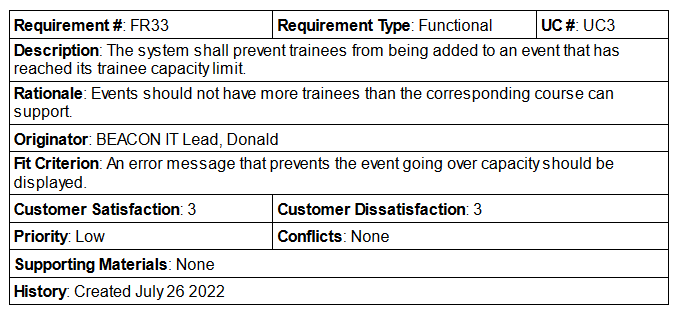 Requirement #: FR33 Requirement Type: Functional UC #: UC3
Description: The system shall prevent trainees from being added to an event that has
reached its trainee capacity limit.
Rationale: Events should not have more trainees than the corresponding course can
support.
Originator: BEACON IT Lead, Donald
Fit Criterion: An error message that prevents the event going over capacity should be
displayed.
Customer Satisfaction: 3 Customer Dissatisfaction: 3
Priority: Low Conflicts: None
Supporting Materials: None
History: Created July 26 2022